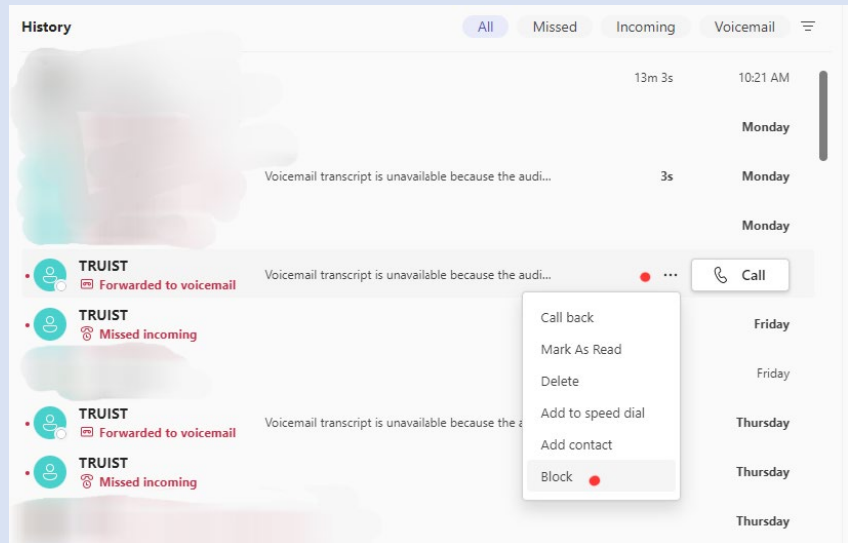 History All Missed Incoming Voicemail
13m 3s 10:21 AM
Monday
Voicemail transcript is unavailable because the audi... 3s Monday
Monday
TRUIST
Forwarded to voicemail Voicemail transcript is unavailable because the audi... ... Call
TRUIST
Missed incoming Friday
Friday
TRUIST
Forwarded to voicemail Voicemail transcript is unavailable because the Thursday
TRUIST
Missed incoming Thursday
Thursday
Call back
Mark As Read
Delete
Add to speed dial
Add contact
Block